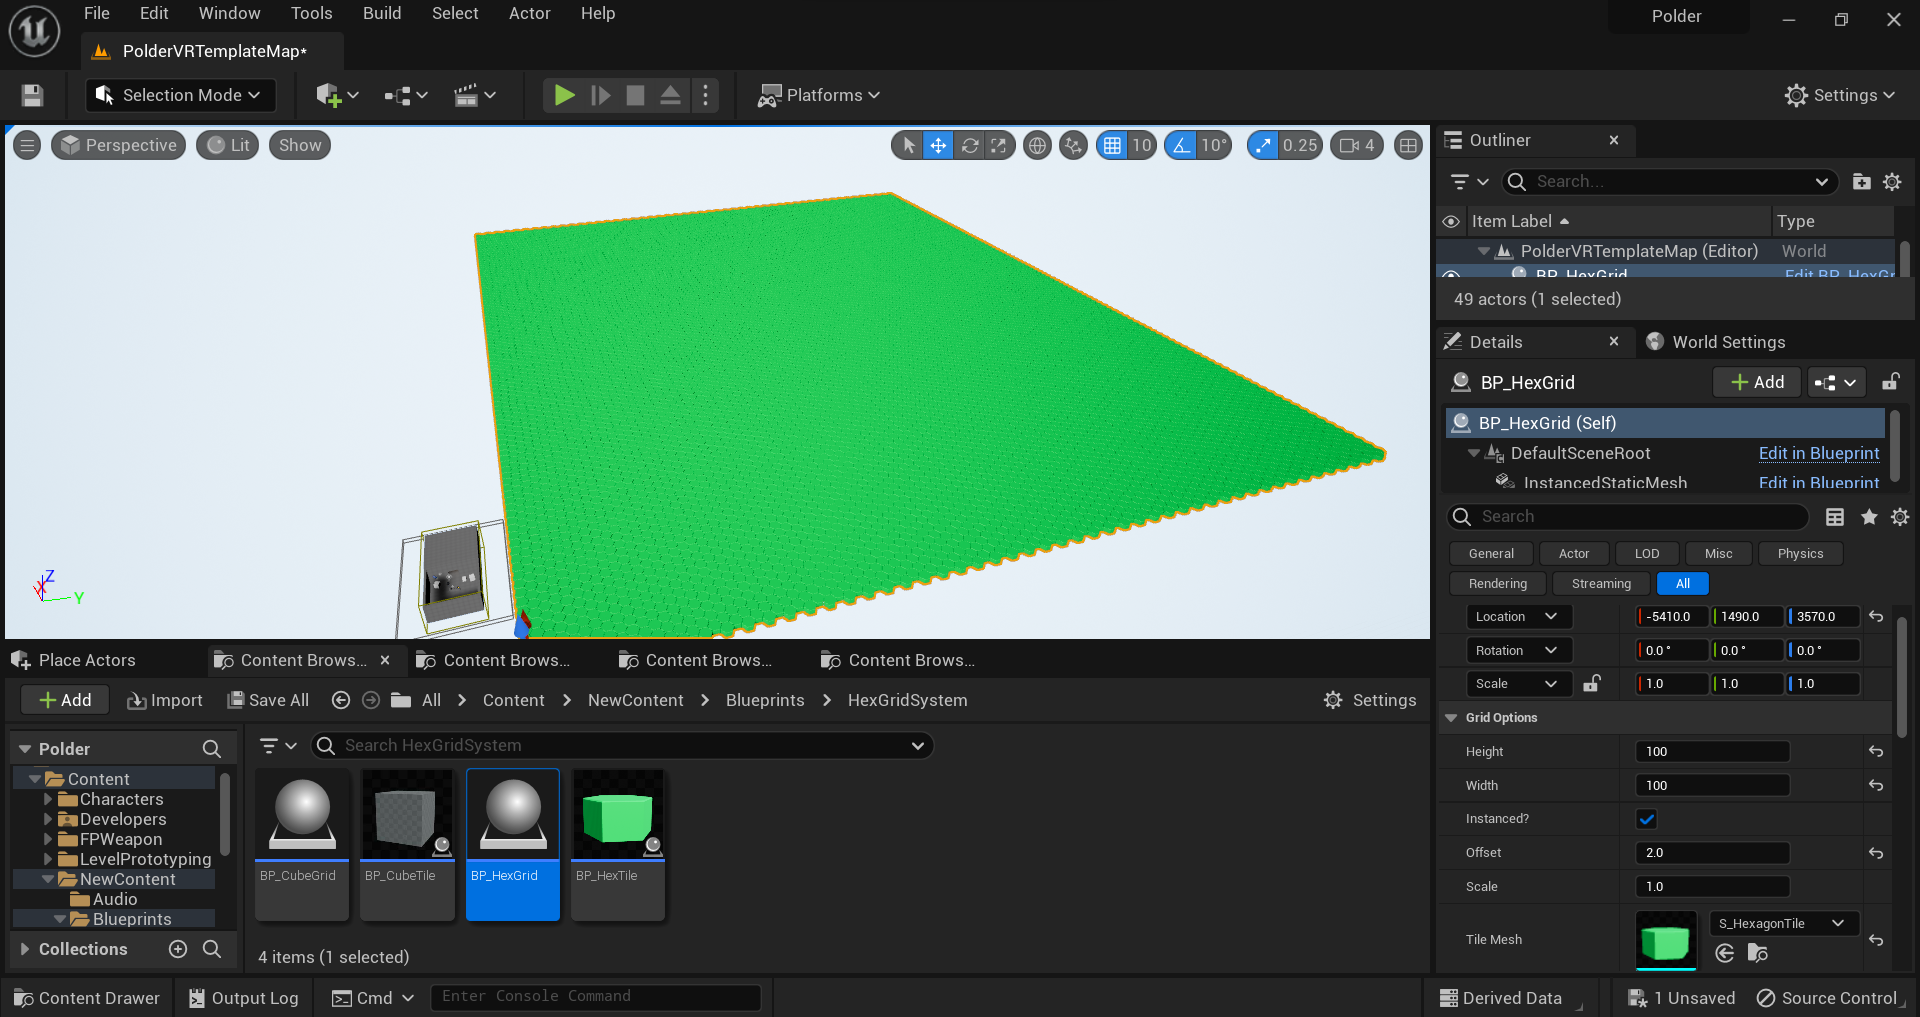 File Edit Window Tools Build Select Actor Help
Polder
PolderVRTemplateMap*
Selection Mode
Platforms
Settings
Perspective Lit Show
10 10° 0.25 4
Z
X
Y
Outliner
Search...
Item Label Type
PolderVRTemplateMap (Editor) World
BP_HexGrid Edit BP_HexGr
49 actors (1 selected)
Details World Settings
BP_HexGrid Add
BP_HexGrid (Self)
DefaultSceneRoot Edit in Blueprint
InstancedStaticMesh Edit in Blueprint
Search
General Actor LOD Misc Physics
Rendering Streaming All
Location -5410.0 1490.0 3570.0
Rotation 0.0 ° 0.0 ° 0.0 °
Scale 1.0 1.0 1.0
Grid Options
Height 100
Width 100
Instanced?
Offset 2.0
Scale 1.0
Tile Mesh S_HexagonTile
Place Actors Content Brows... Content Brows... Content Brows... Content Brows...
Add Import Save All All Content NewContent Blueprints HexGridSystem Settings
Polder
Content
Characters
Developers
FPWeapon
LevelPrototyping
NewContent
Audio
Blueprints
Collections
Search HexGridSystem
BP_CubeGrid BP_CubeTile BP_HexGrid BP_HexTile
4 items (1 selected)
Content Drawer Output Log Cmd Enter Console Command Derived Data 1 Unsaved Source Control